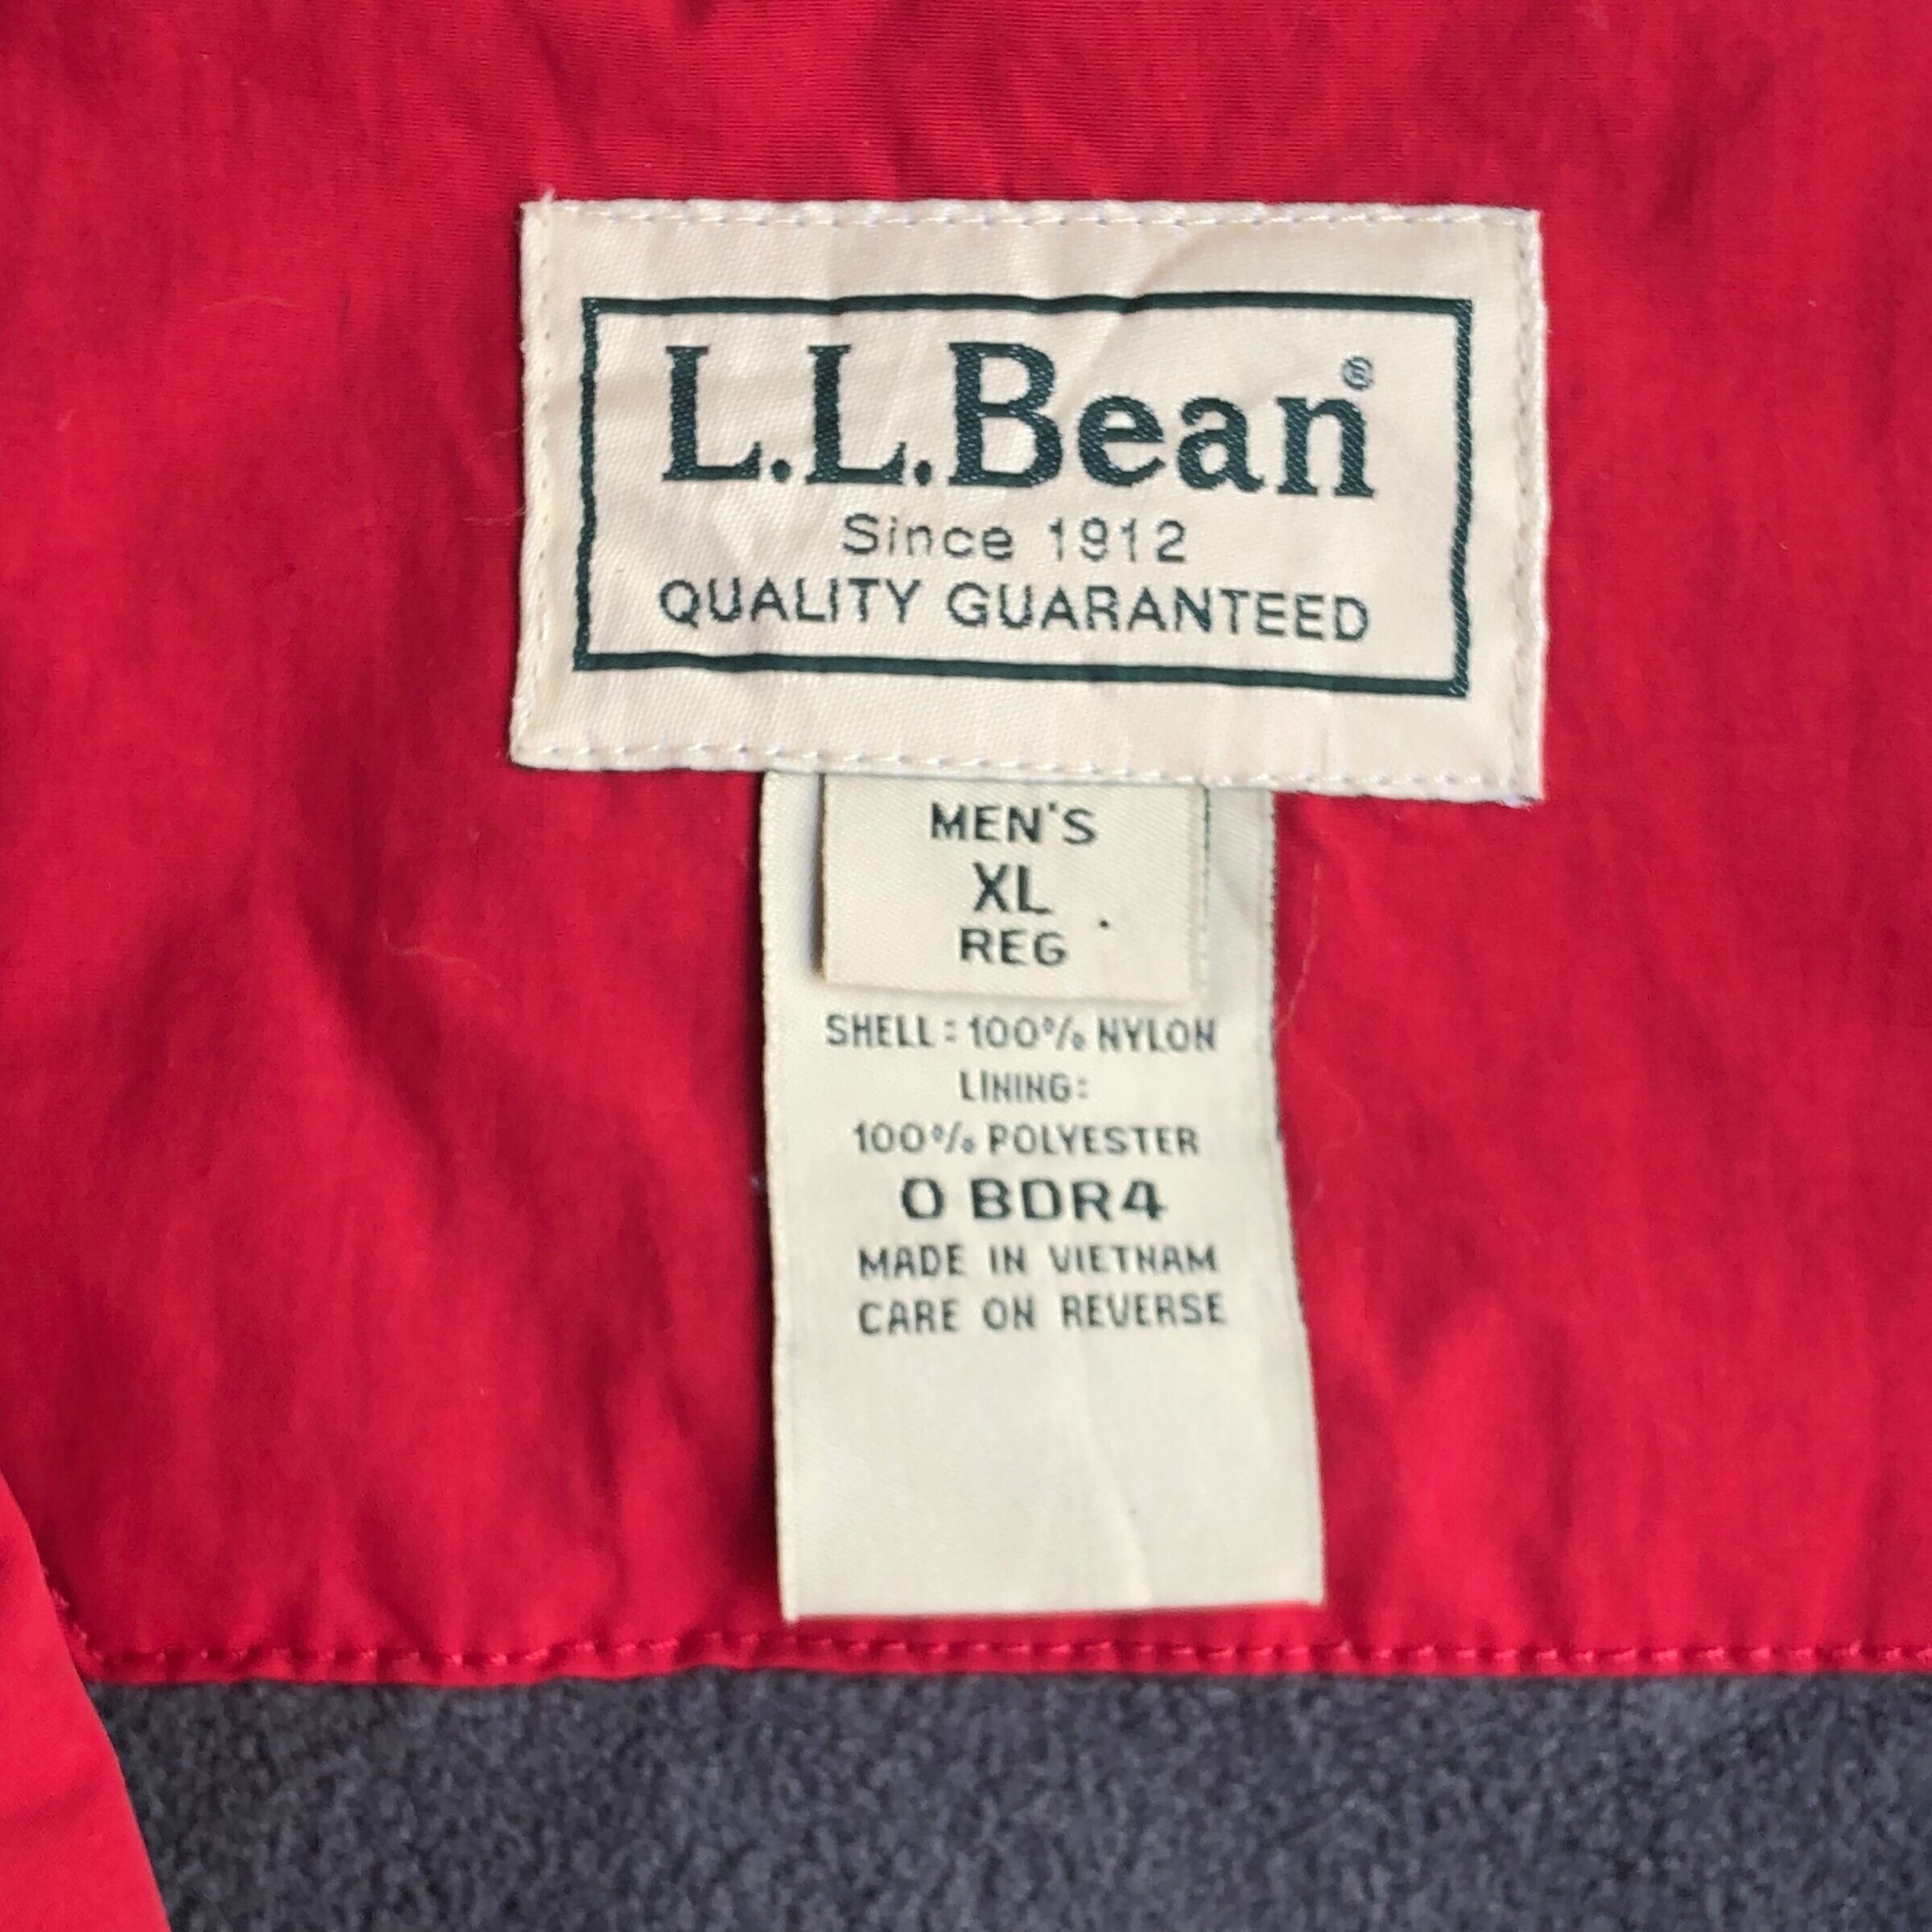 L.L.Bean®
Since 1912
QUALITY GUARANTEED
MEN'S
XL
REG
SHELL: 100% NYLON
LINING:
100% POLYESTER
0 BDR4
MADE IN VIETNAM
CARE ON REVERSE